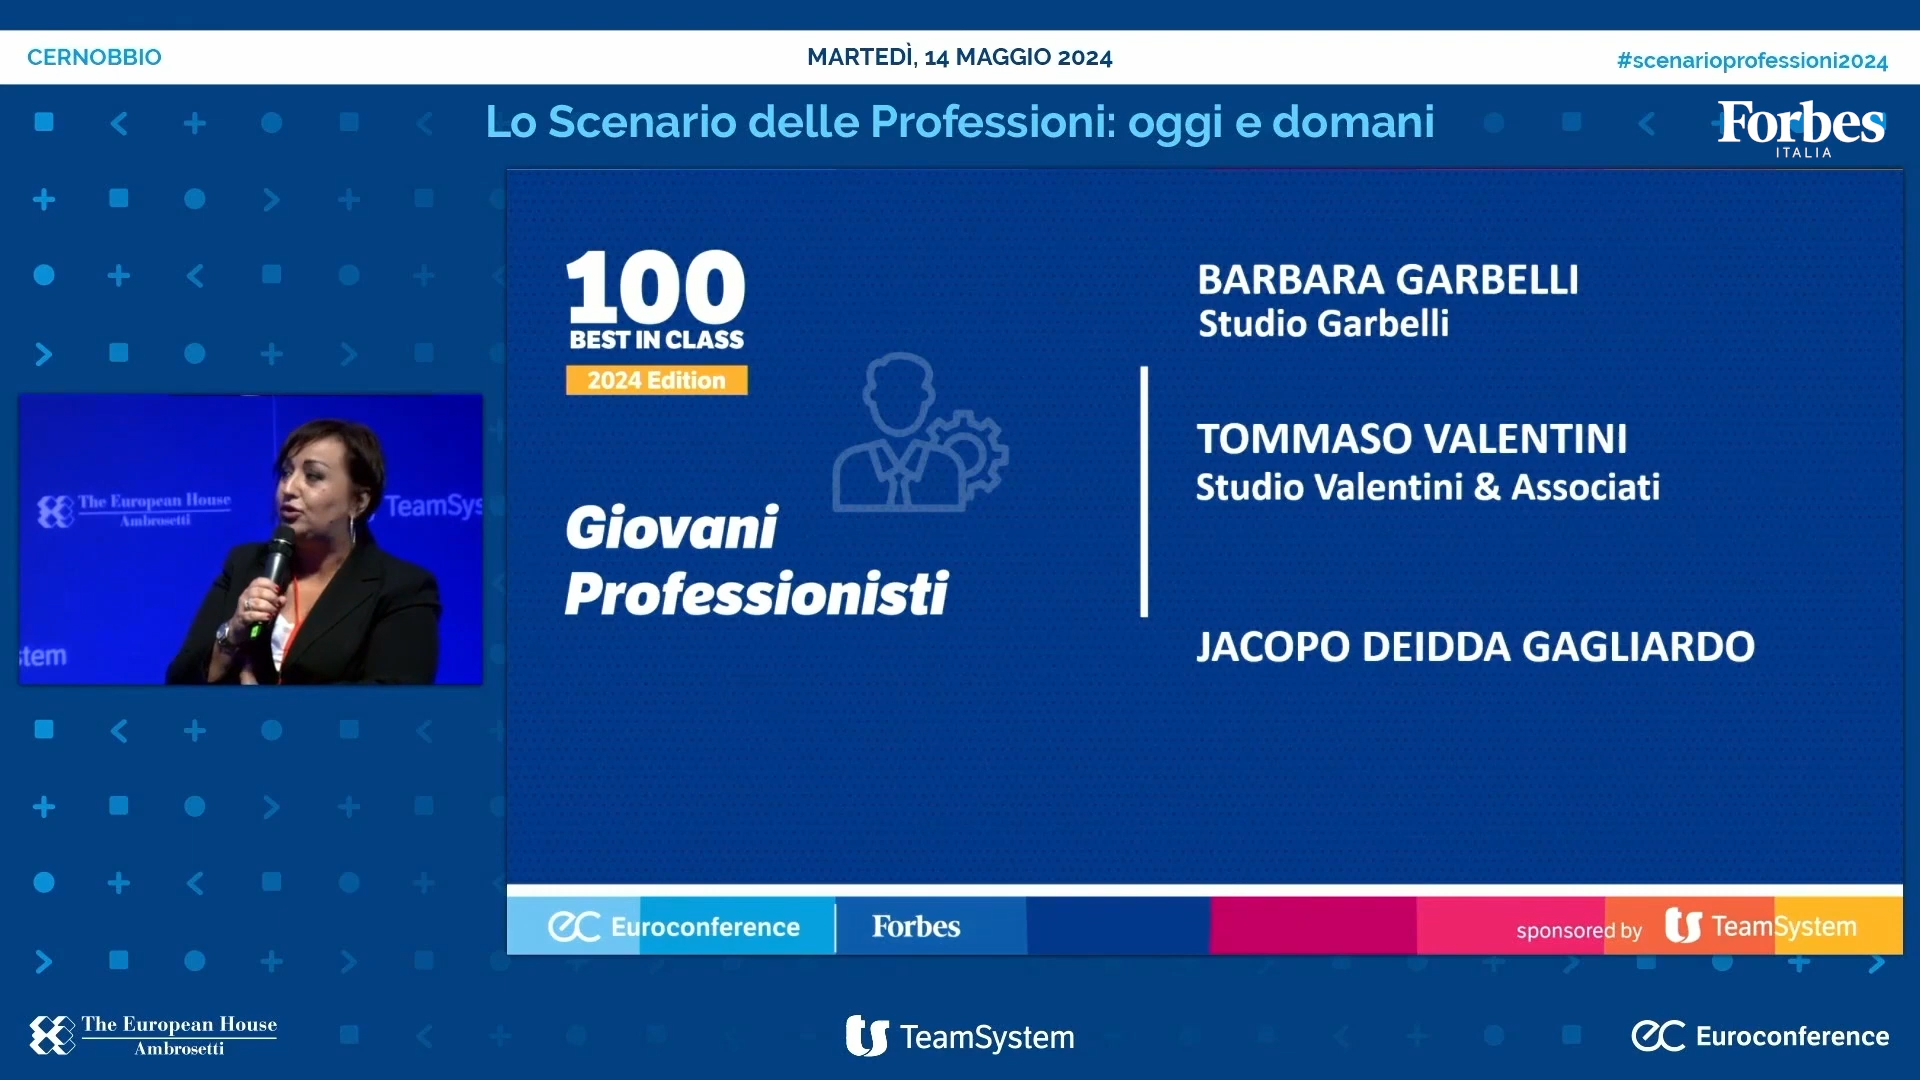 CERNOBBIO
MARTEDÌ, 14 MAGGIO 2024
#scenarioprofessioni2024
Lo Scenario delle Professioni: oggi e domani
Forbes
ITALIA
100
BEST IN CLASS
2024 Edition
Giovani
Professionisti
BARBARA GARBELLI
Studio Garbelli
TOMMASO VALENTINI
Studio Valentini & Associati
JACOPO DEIDDA GAGLIARDO
The European House
Ambrosetti
TeamSys
stem
Euroconference
Forbes
sponsored by
TeamSystem
The European House
Ambrosetti
TeamSystem
Euroconference